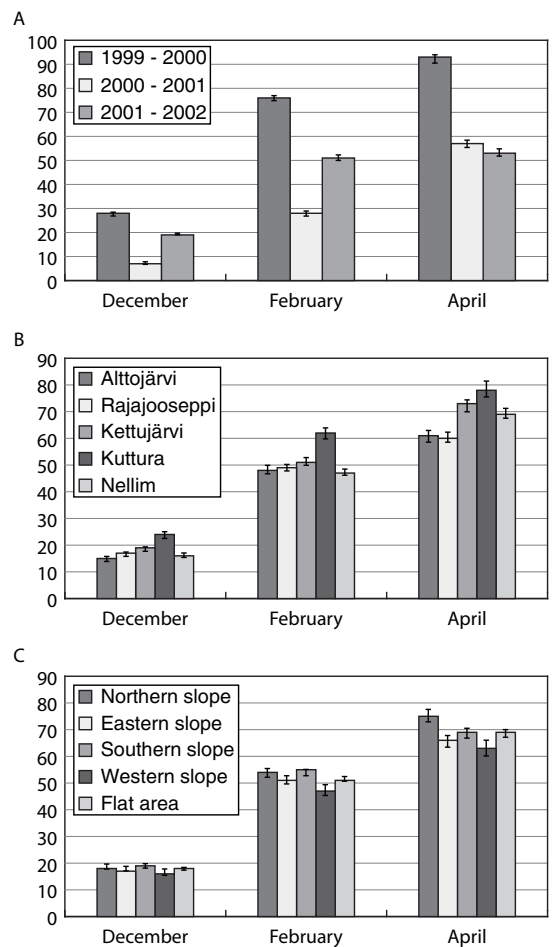 A
100
90
80
70
60
50
40
30
20
10
0
1999 - 2000
2000 - 2001
2001 - 2002
December February April
B
90
80
70
60
50
40
30
20
10
0
Alttojärvi
Rajajooseppi
Kettujärvi
Kuttura
Nellim
December February April
C
90
80
70
60
50
40
30
20
10
0
Northern slope
Eastern slope
Southern slope
Western slope
Flat area
December February April